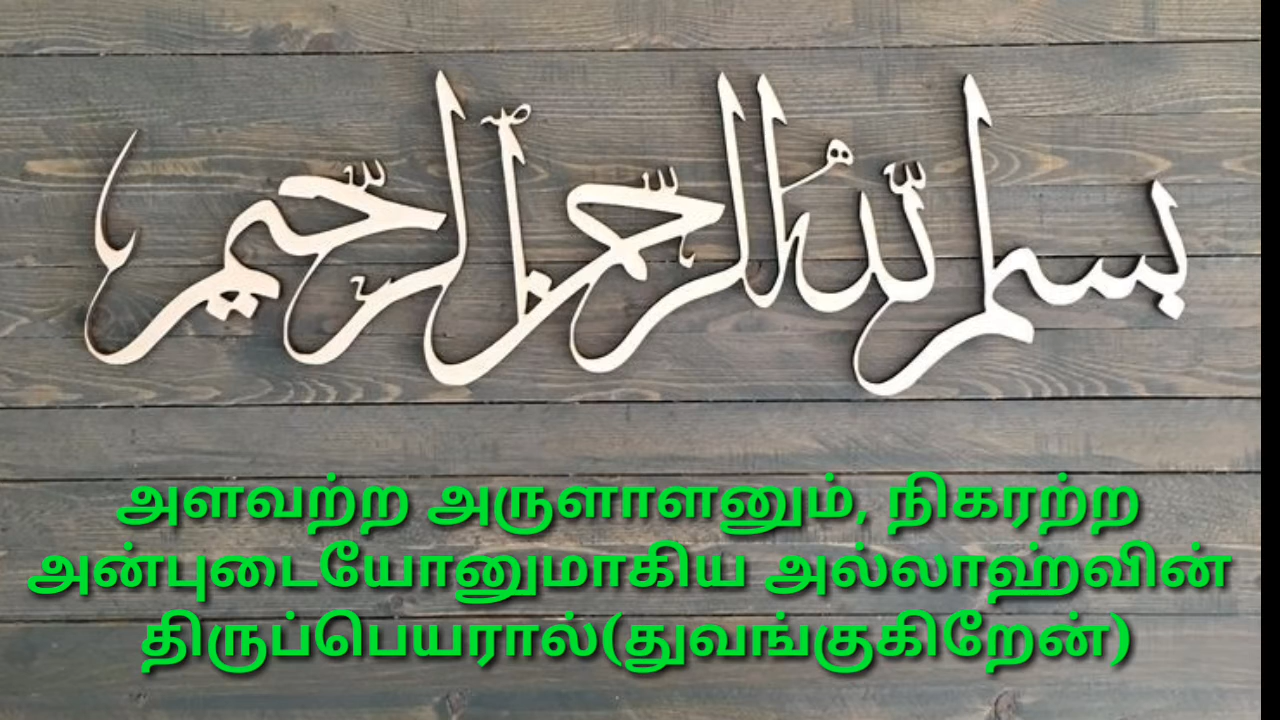 بسم الله الرحمن الرحيم
அளவற்ற அருளாளனும், நிகரற்ற
அன்புடையோனுமாகிய அல்லாஹ்வின்
திருப்பெயரால்(துவங்குகிறேன்)